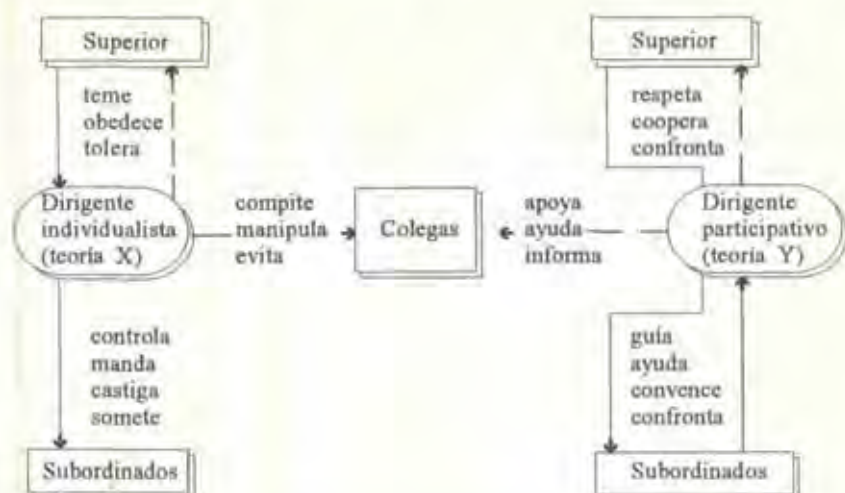 Superior
teme
obedece
tolera
Dirigente
individualista
(teoría X)
compite
manipula
evita
Colegas
controla
manda
castiga
somete
Subordinados
Superior
respeta
coopera
confronta
apoya
ayuda
informa
Dirigente
participativo
(teoría Y)
guía
ayuda
convence
confronta
Subordinados